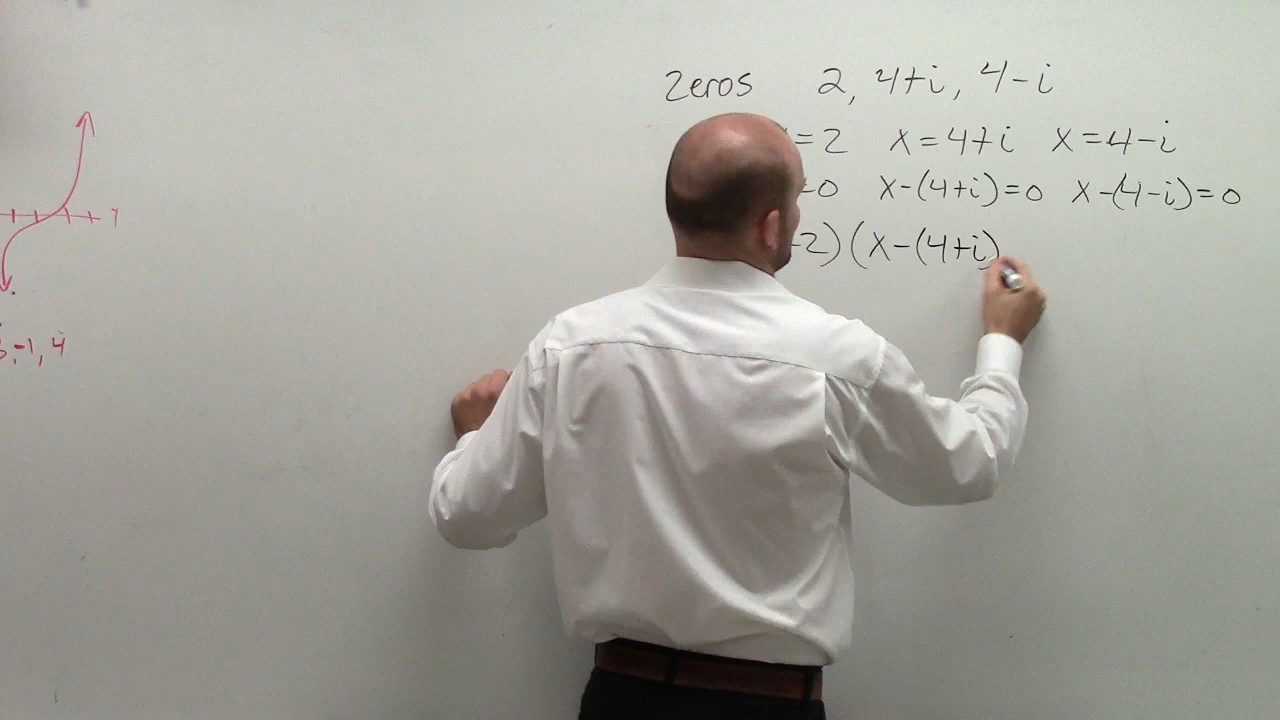 Zeros 2, 4+i, 4-i
=2 x=4+i x=4-i
=0 x-(4+i)=0 x-(4-i)=0
-2)(x-(4+i)
-1, 4